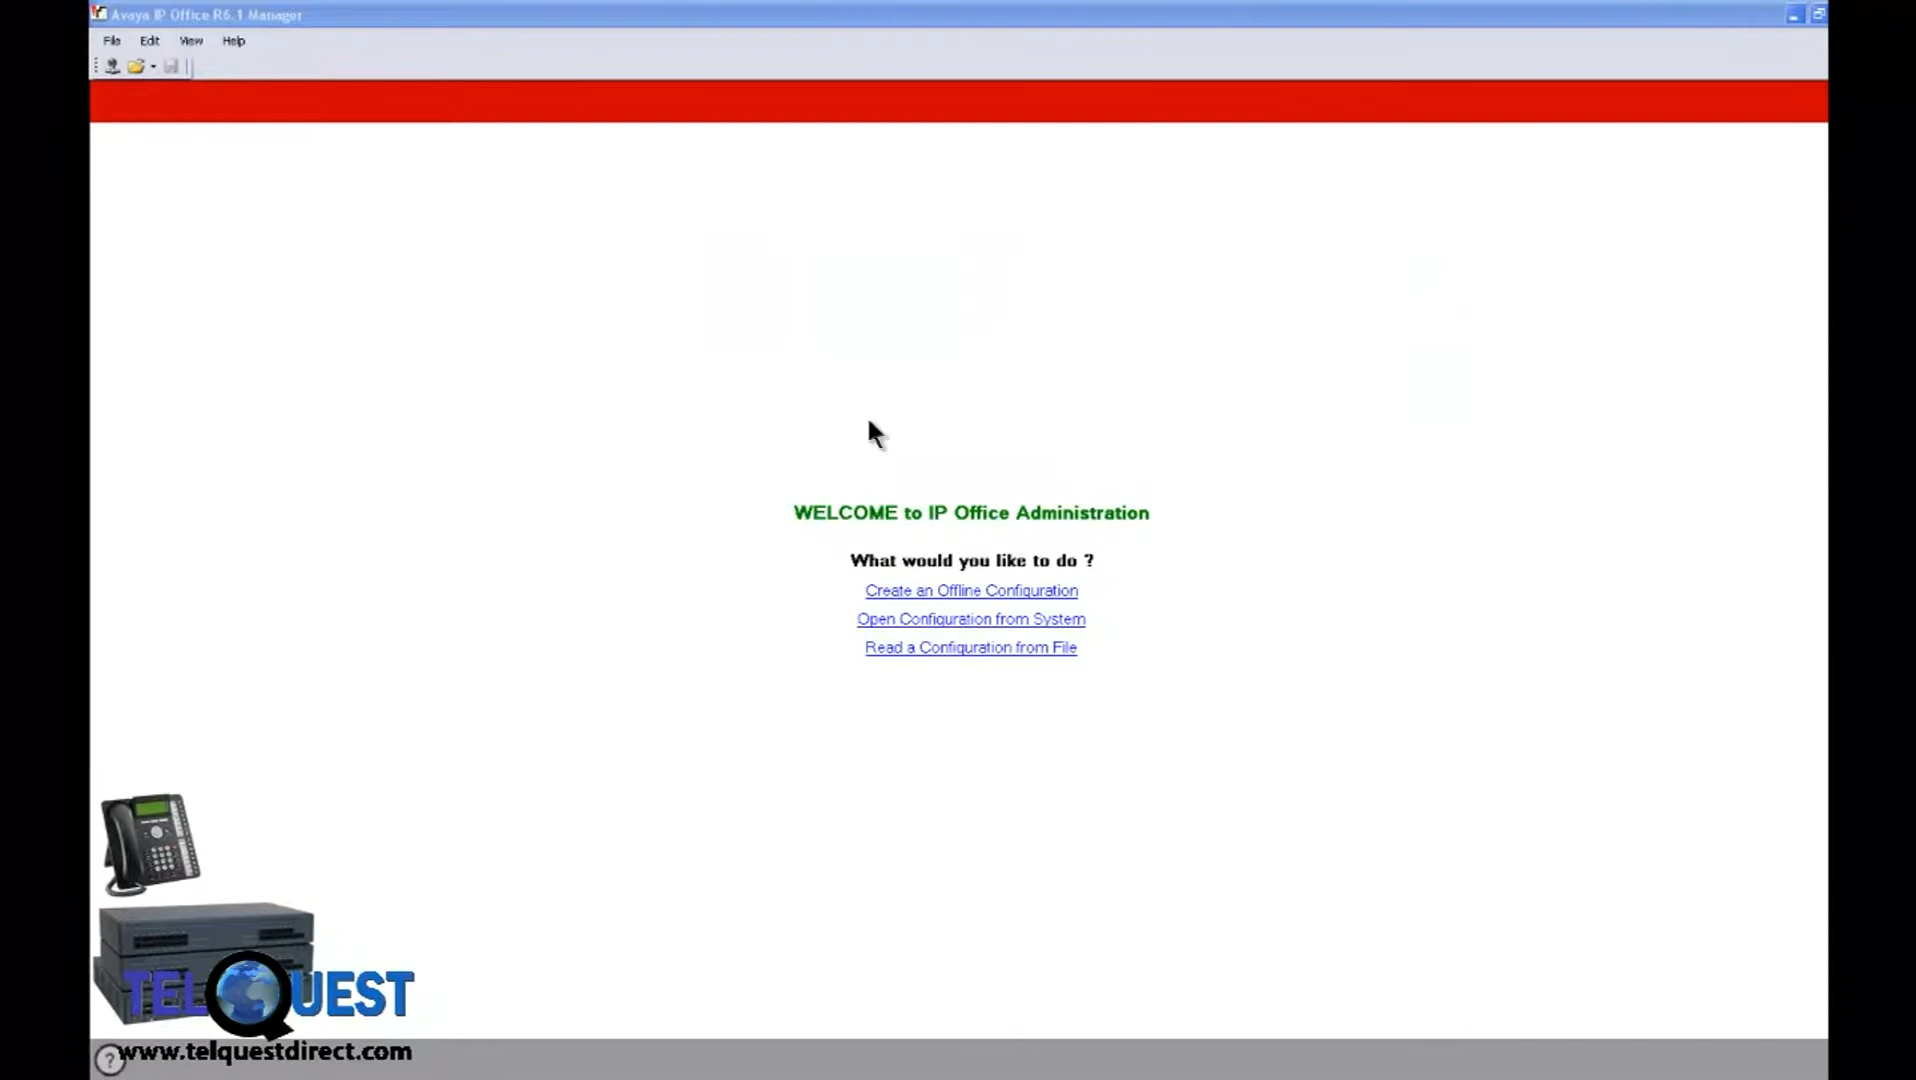 Avaya IP Office R6.1 Manager
File Edit View Help
WELCOME to IP Office Administration
What would you like to do ?
Create an Offline Configuration
Open Configuration from System
Read a Configuration from File
TELQUEST
?
www.telquestdirect.com